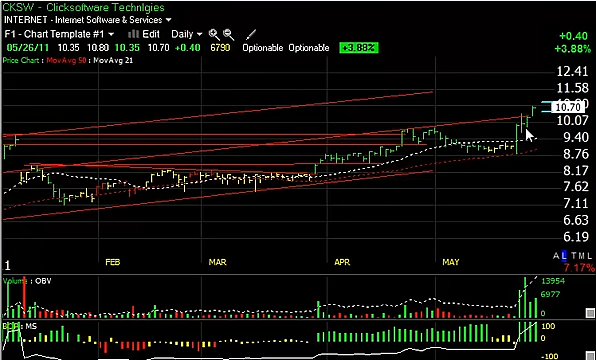 CKSW - Clicksoftware Technlgies
INTERNET - Internet Software & Services
F1 - Chart Template #1 Edit Daily
+0.40
05/26/11 10.35 10.80 10.35 10.70 +0.40 6790 Optionable Optionable +3.88%
+3.88%
Price Chart : MovAvg 50 : MovAvg 21
12.41
11.58
10.70
10.07
9.40
8.76
8.17
7.62
7.11
6.63
6.19
A L T M L
1 FEB MAR APR MAY
7.17%
Volume : OBV
13954
6977
0
: MS
100
0
-100